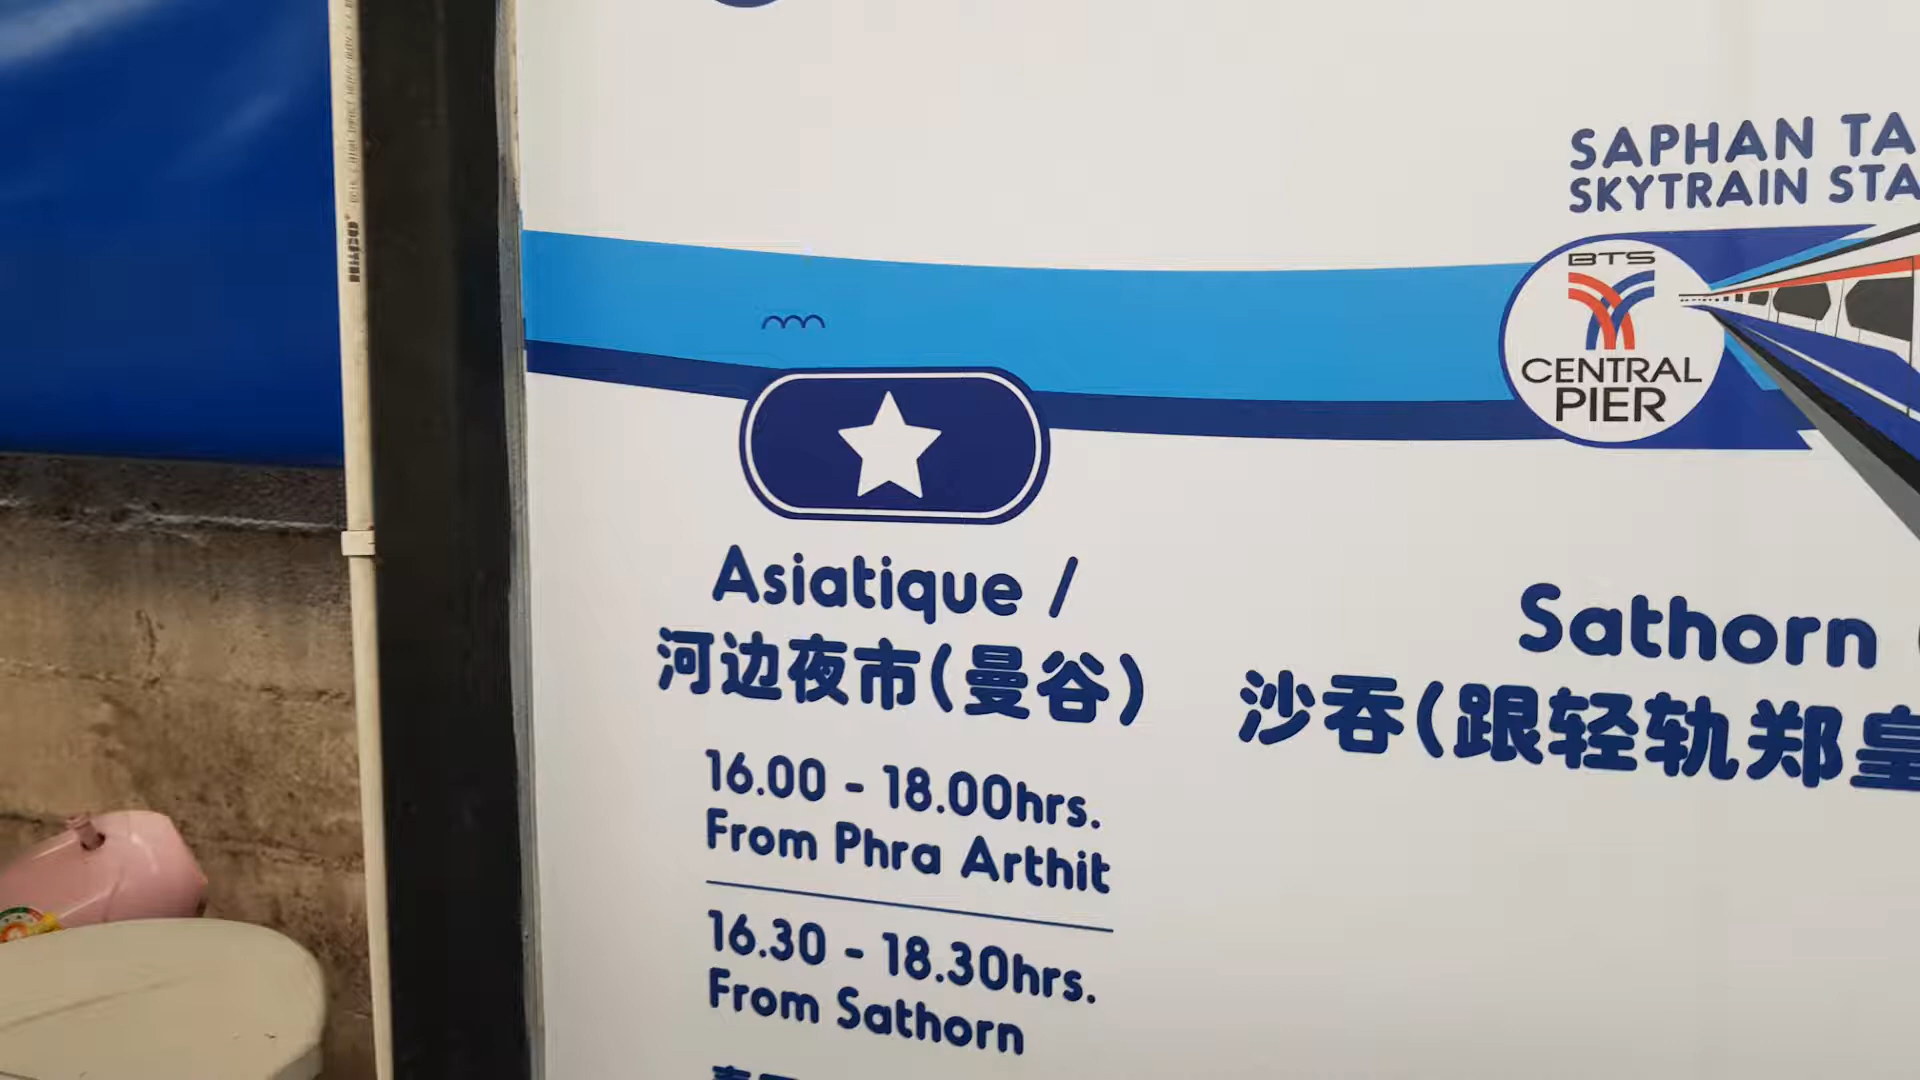 SAPHAN TA
SKYTRAIN STA
BTS
CENTRAL
PIER
Asiatique /
河边夜市(曼谷)
16.00 - 18.00hrs.
From Phra Arthit
16.30 - 18.30hrs.
From Sathorn
Sathorn
沙吞(跟轻轨郑皇